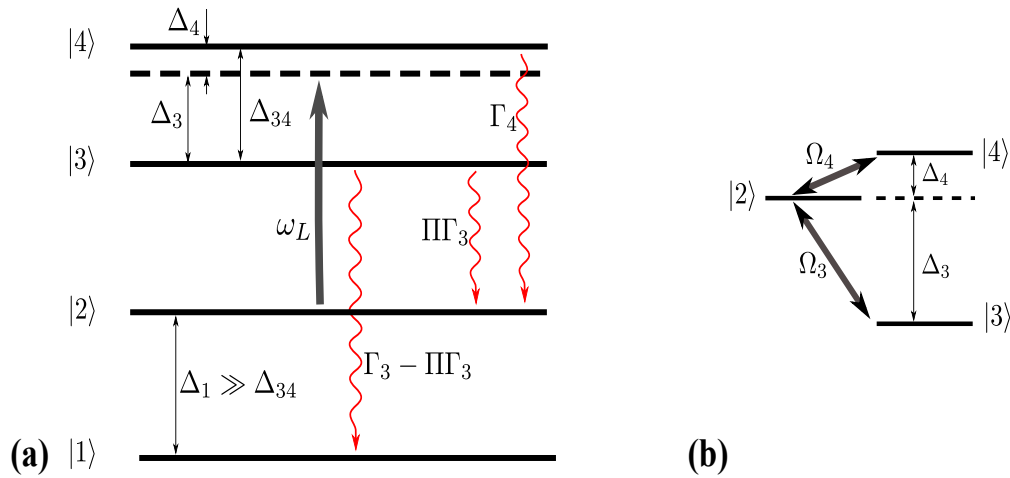 |4⟩
Δ₄
Δ₃
Δ₃₄
Γ₄
|3⟩
ω_L
ΠΓ₃
|2⟩
Δ₁ ≫ Δ₃₄
Γ₃ − ΠΓ₃
(a)
|1⟩
|4⟩
Ω₄
Δ₄
|2⟩
Ω₃
Δ₃
|3⟩
(b)